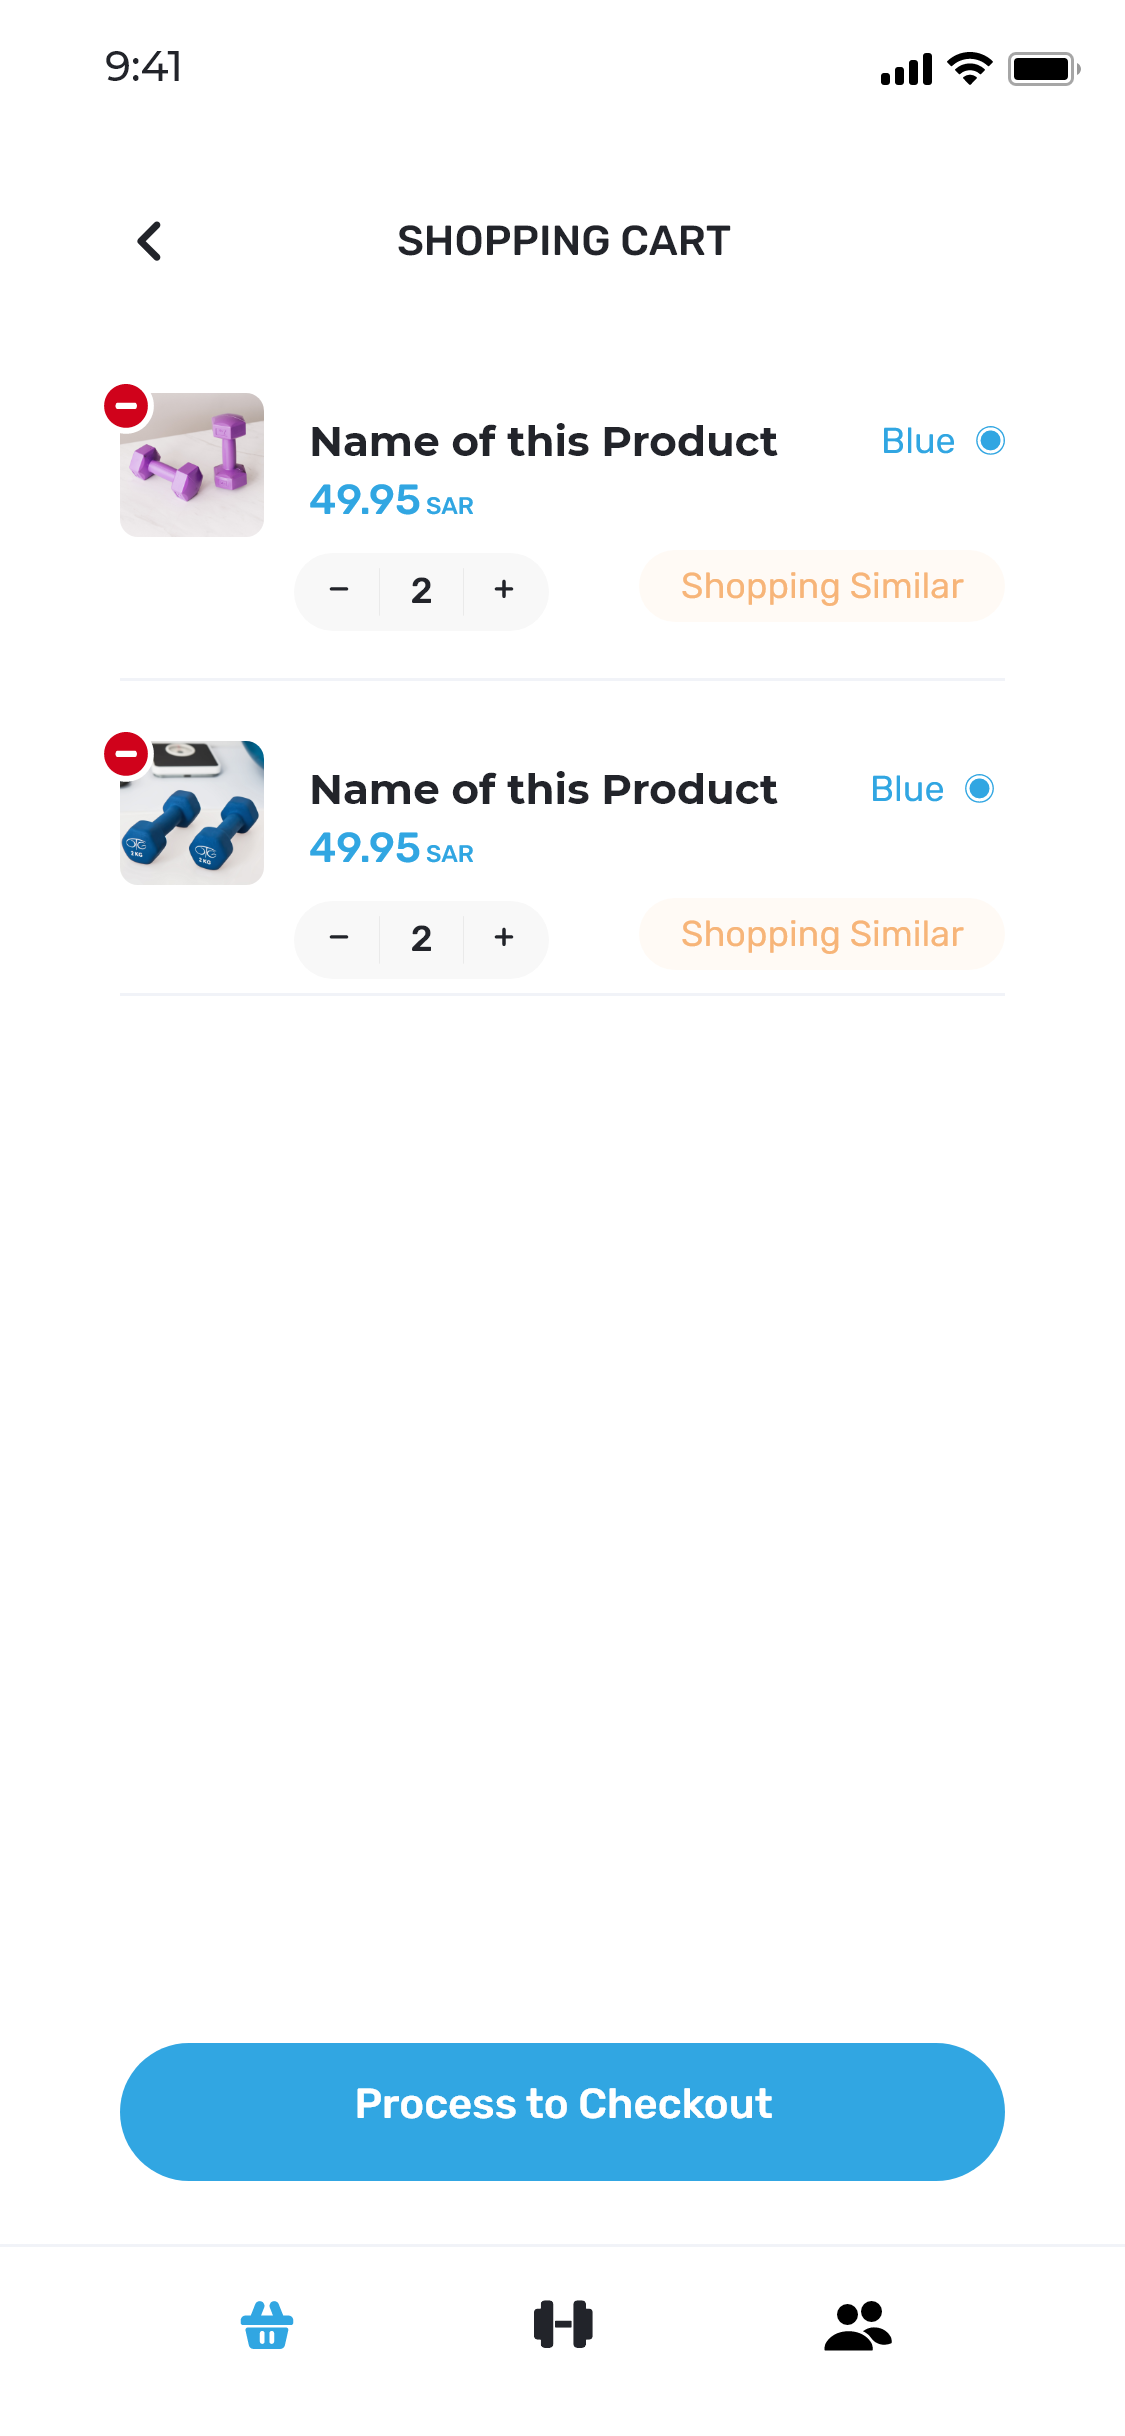 9:41
SHOPPING CART
Name of this Product
Blue
49.95 SAR
− 2 +
Shopping Similar
Name of this Product
Blue
49.95 SAR
− 2 +
Shopping Similar
Process to Checkout